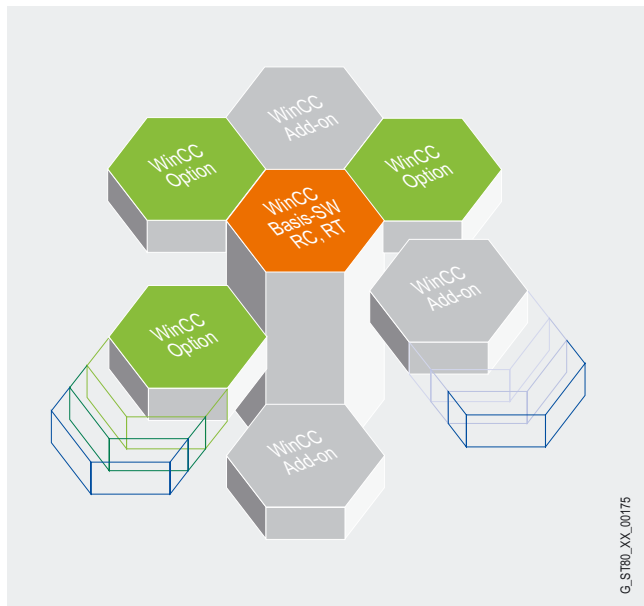 WinCC
Add-on
WinCC
Option
WinCC
Option
WinCC
Basis-SW
RC, RT
WinCC
Add-on
WinCC
Option
WinCC
Add-on
G_ST80_XX_00175